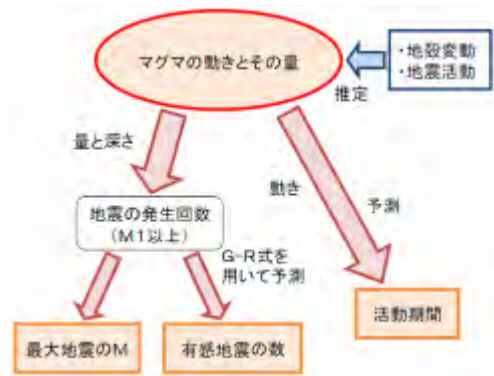 マグマの動きとその量
・地殻変動
・地震活動
推定
量と深さ
動き
予測
地震の発生回数
(M1以上)
G-R式を
用いて予測
最大地震のM
有感地震の数
活動期間